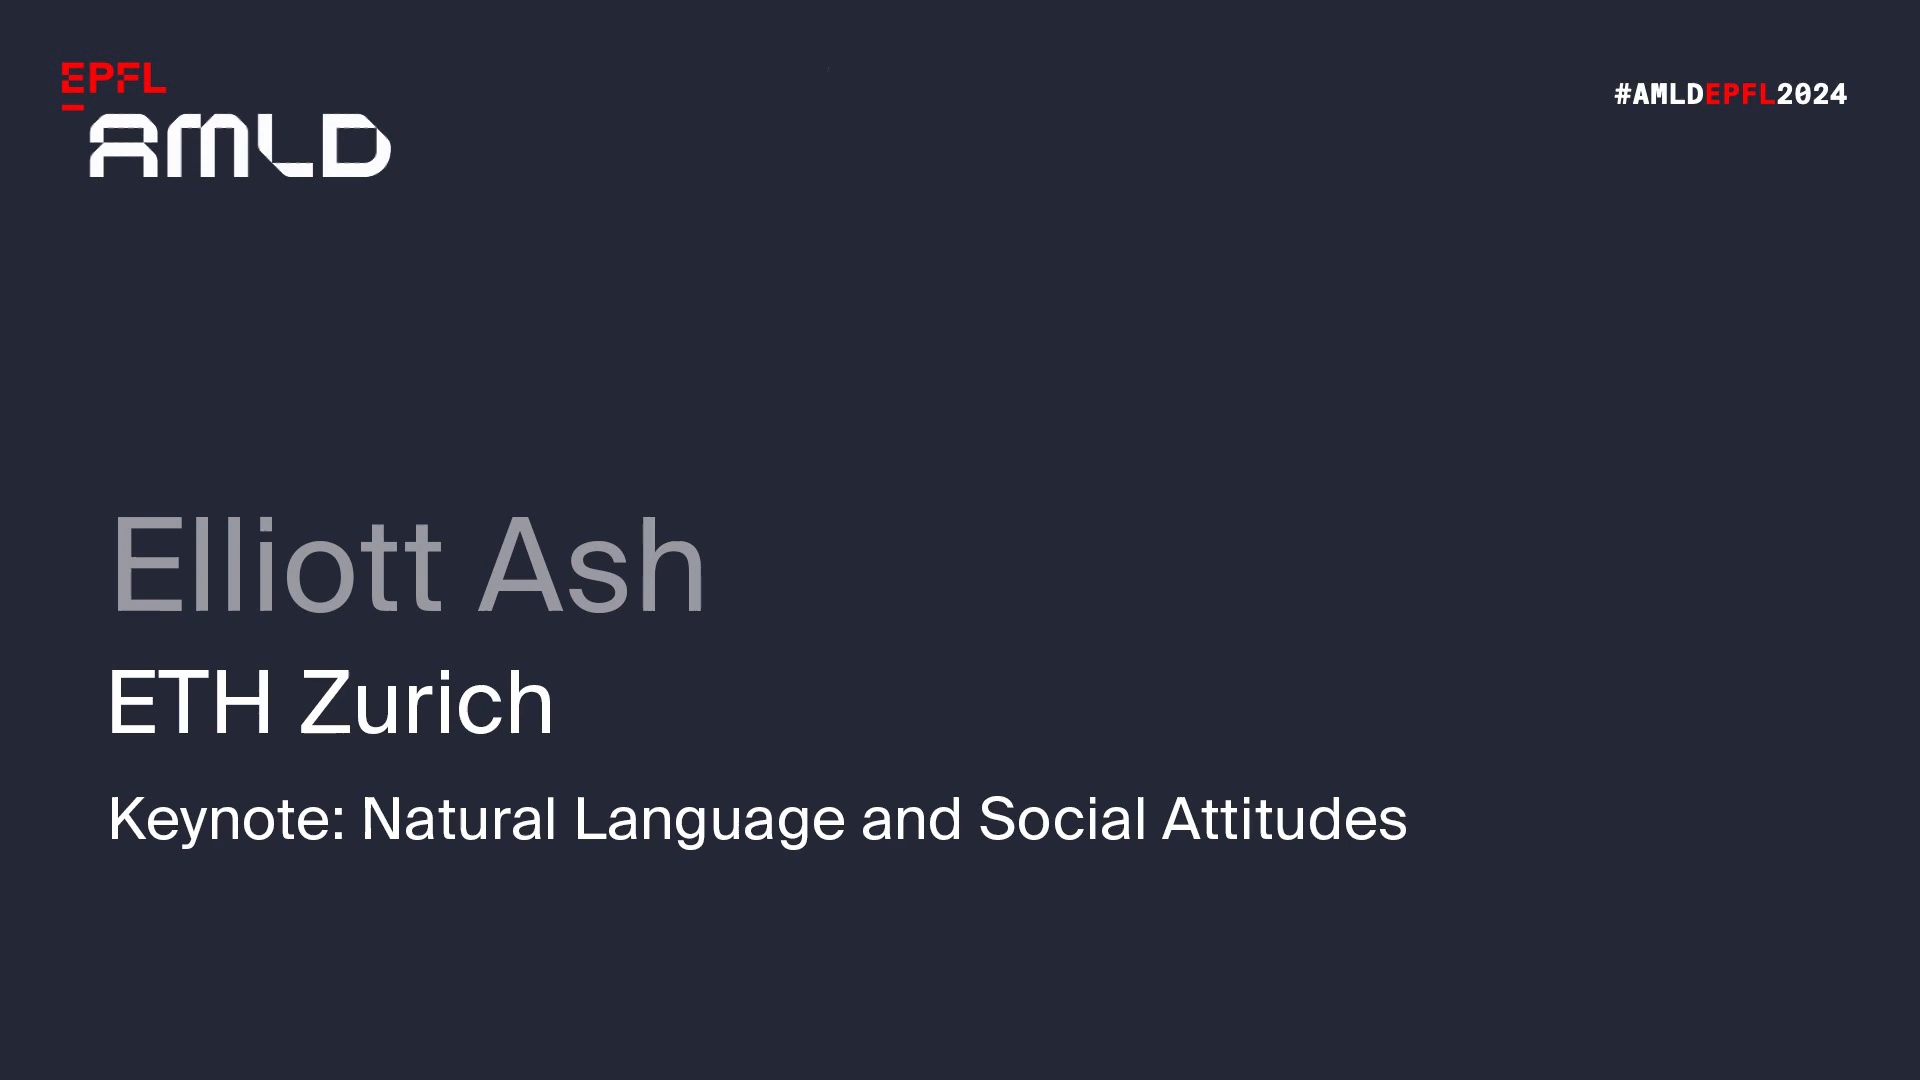 EPFL
AMLD
#AMLDEPFL2024
Elliott Ash
ETH Zurich
Keynote: Natural Language and Social Attitudes